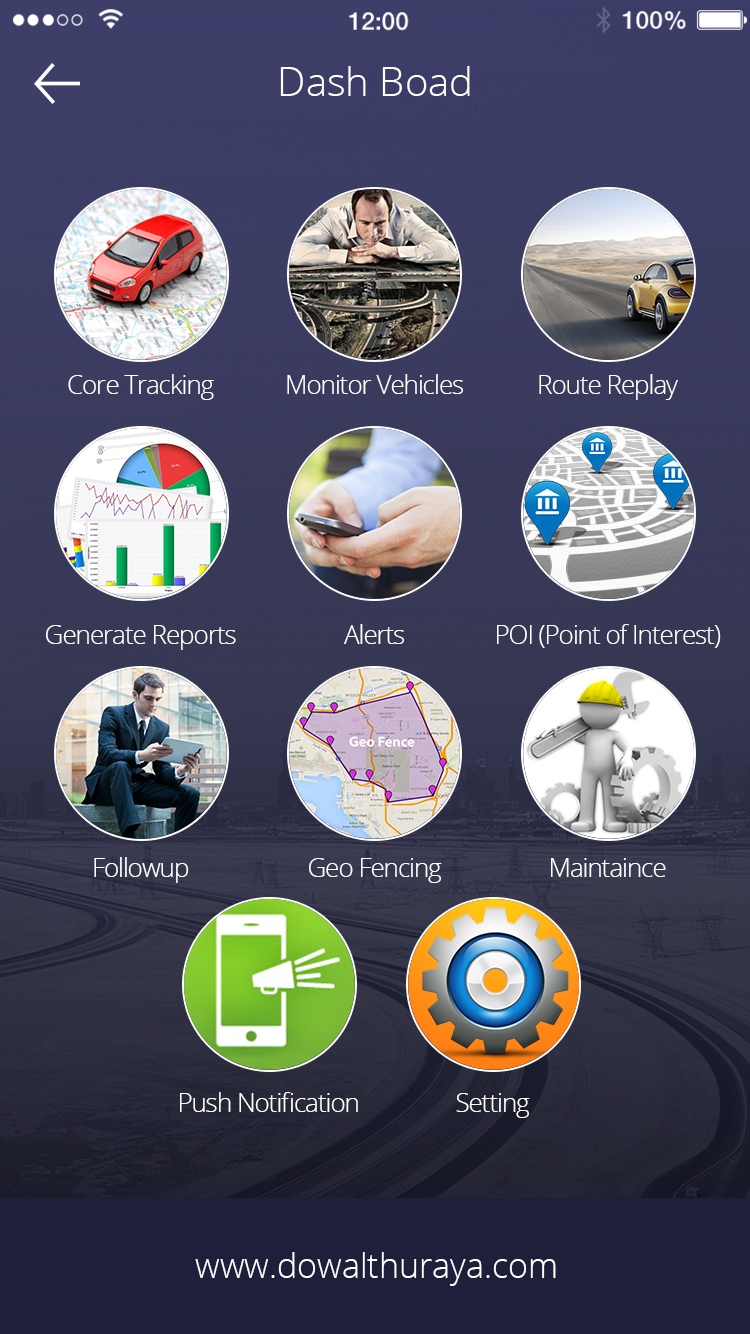 12:00 100%
Dash Boad
Core Tracking Monitor Vehicles Route Replay
Generate Reports Alerts POI (Point of Interest)
Geo Fence
Followup Geo Fencing Maintaince
Push Notification Setting
www.dowalthuraya.com